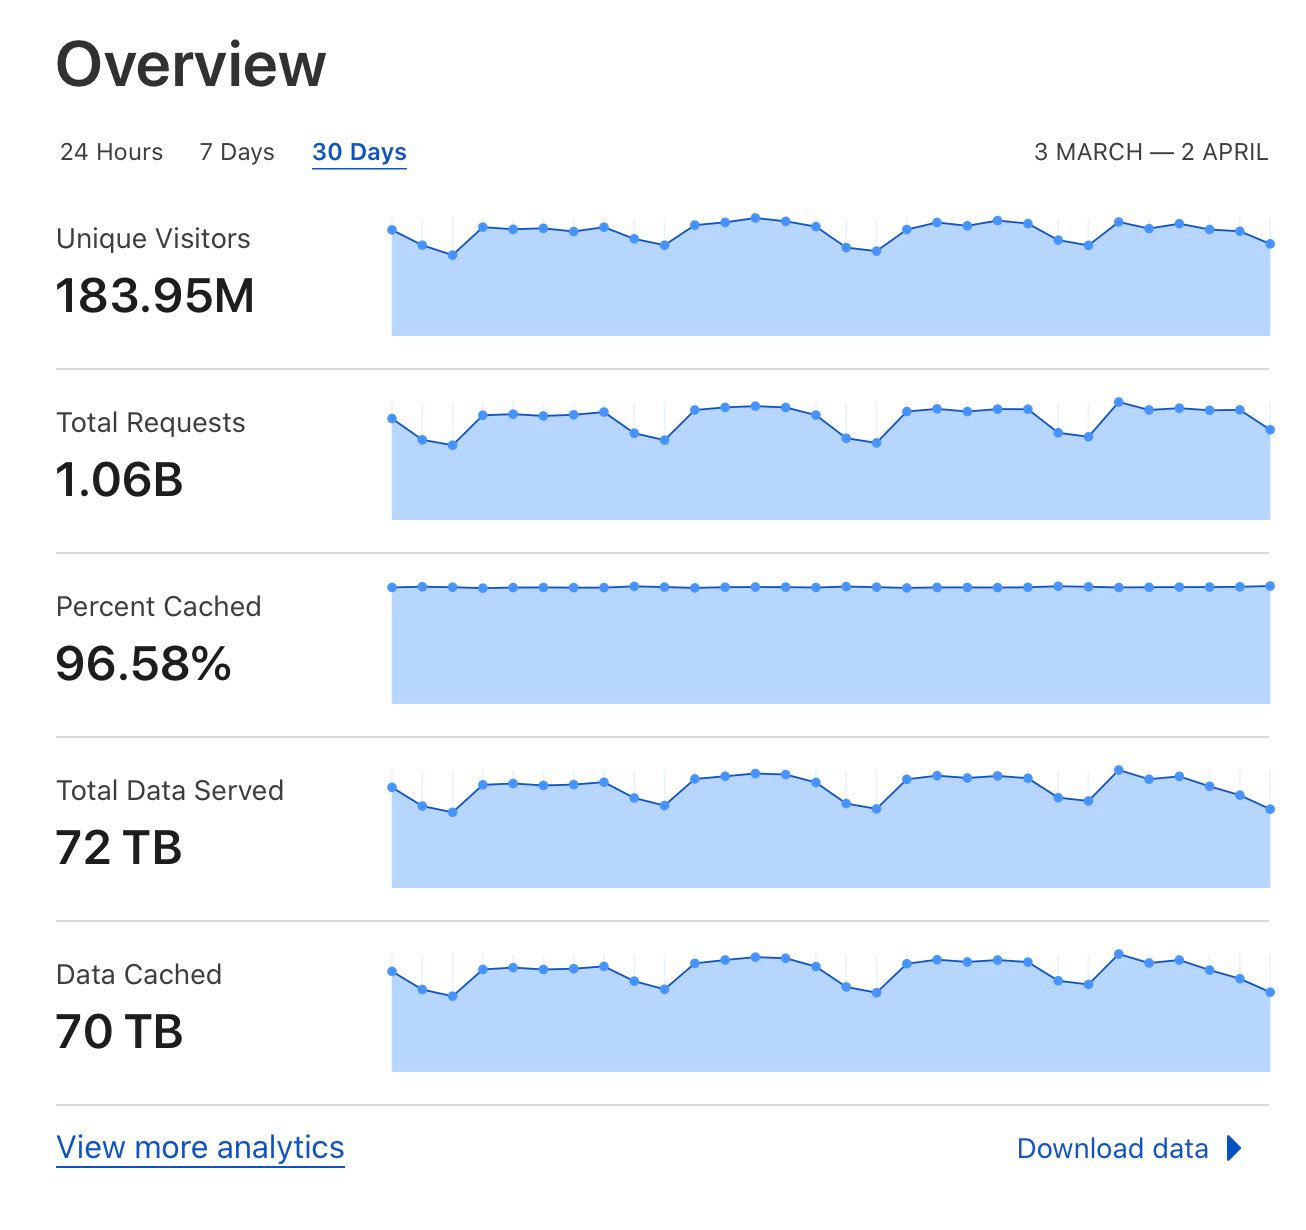 Overview
24 Hours 7 Days 30 Days 3 MARCH — 2 APRIL
Unique Visitors
183.95M
Total Requests
1.06B
Percent Cached
96.58%
Total Data Served
72 TB
Data Cached
70 TB
View more analytics Download data